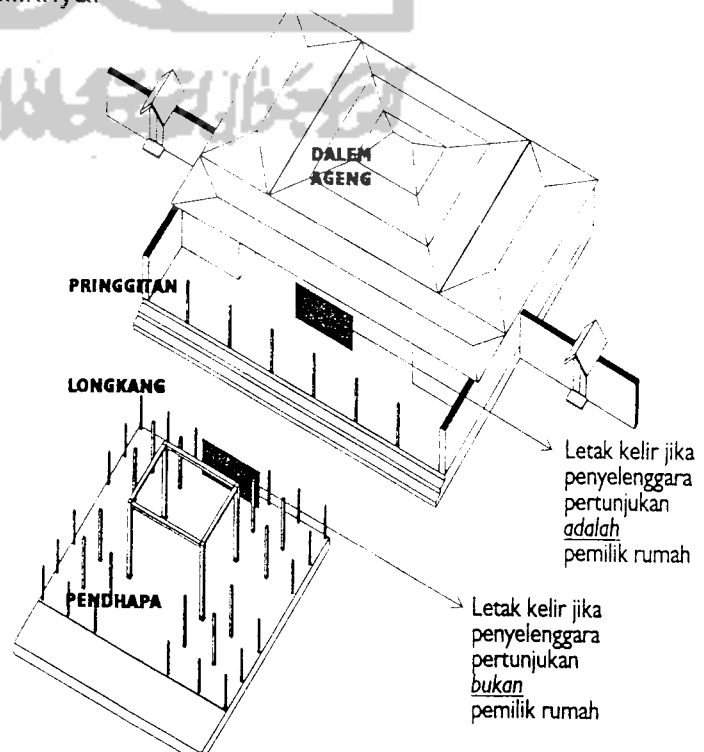 DALEM
AGENG
PRINGGITAN
LONGKANG
Letak kelir jika
penyelenggara
pertunjukan
adalah
pemilik rumah
PENDHAPA
Letak kelir jika
penyelenggara
pertunjukan
bukan
pemilik rumah